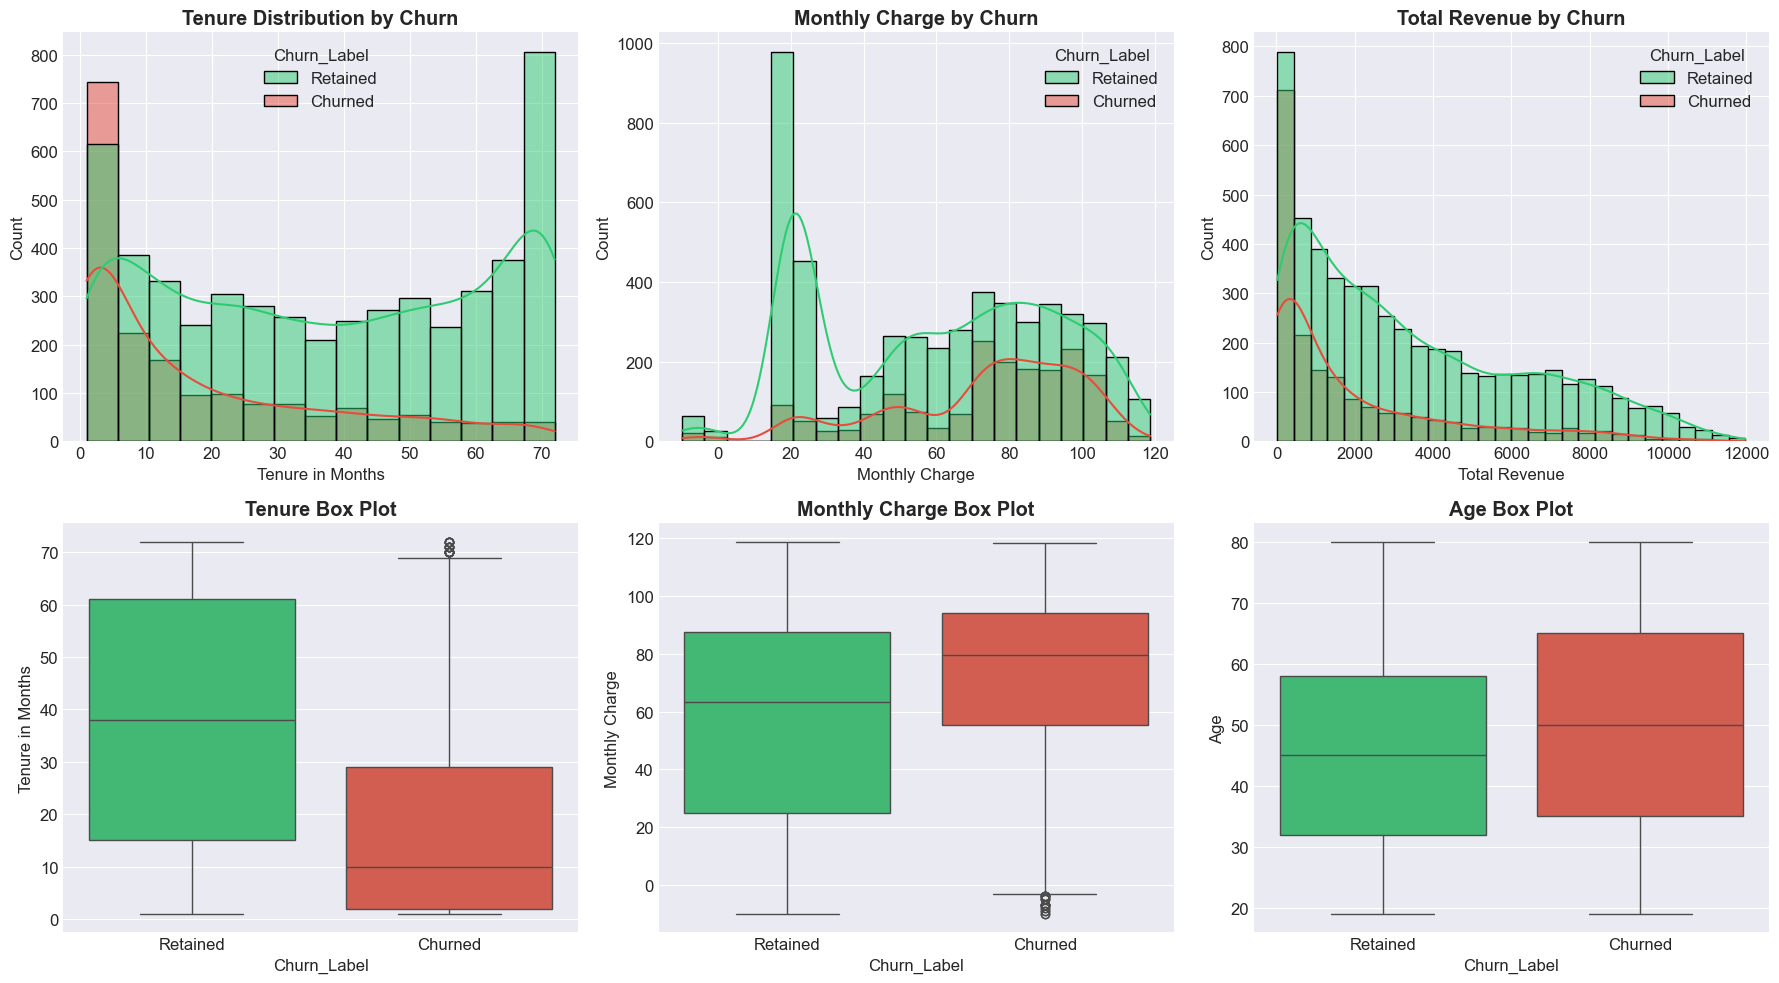 Tenure Distribution by Churn
Count
800
700
600
500
400
300
200
100
0
0 10 20 30 40 50 60 70
Tenure in Months
Churn_Label
Retained
Churned
Monthly Charge by Churn
Count
1000
800
600
400
200
0
0 20 40 60 80 100 120
Monthly Charge
Churn_Label
Retained
Churned
Total Revenue by Churn
Count
800
700
600
500
400
300
200
100
0
0 2000 4000 6000 8000 10000 12000
Total Revenue
Churn_Label
Retained
Churned
Tenure Box Plot
Tenure in Months
70
60
50
40
30
20
10
0
Retained Churned
Churn_Label
Monthly Charge Box Plot
Monthly Charge
120
100
80
60
40
20
0
Retained Churned
Churn_Label
Age Box Plot
Age
80
70
60
50
40
30
20
Retained Churned
Churn_Label